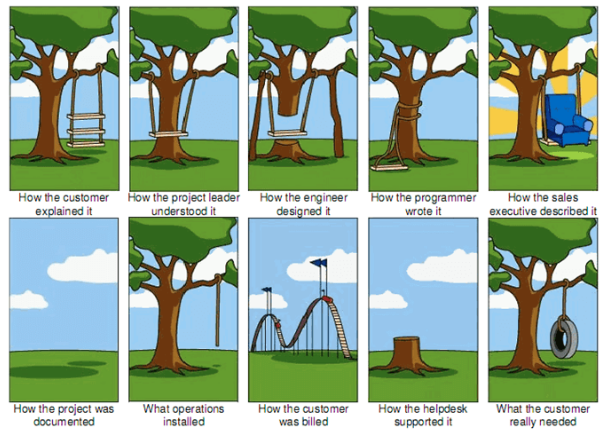 How the customer
explained it
How the project leader
understood it
How the engineer
designed it
How the programmer
wrote it
How the sales
executive described it
How the project was
documented
What operations
installed
How the customer
was billed
How the helpdesk
supported it
What the customer
really needed